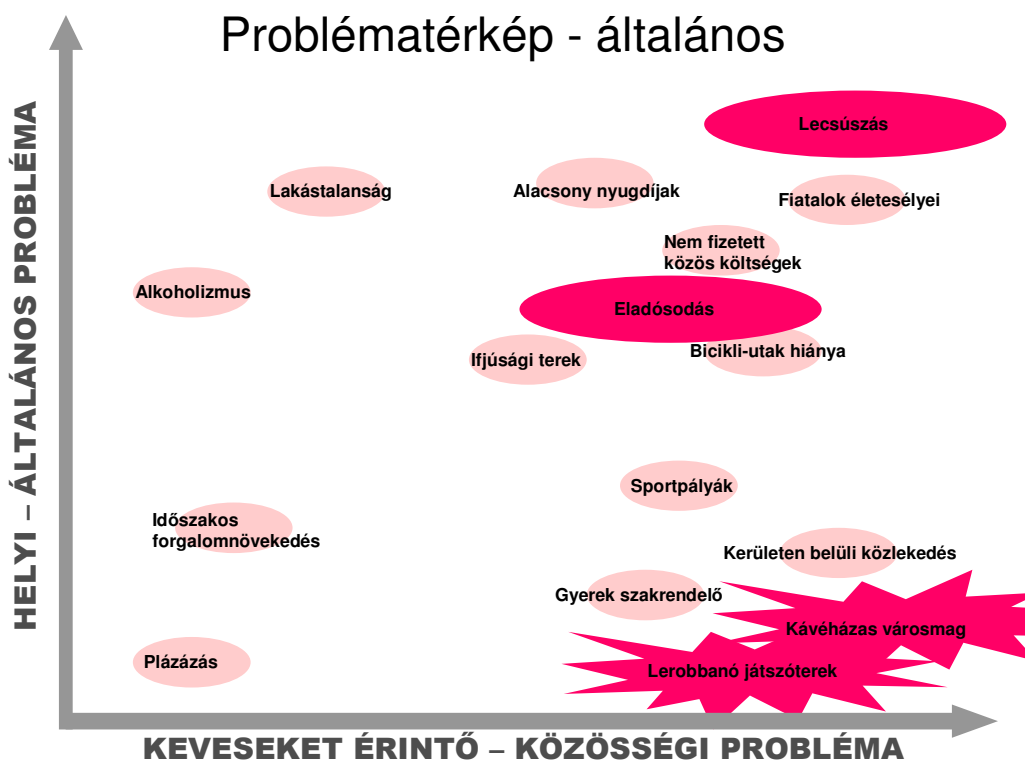 Problématérkép - általános
HELYI – ÁLTALÁNOS PROBLÉMA
Lecsúszás
Lakástalanság
Alacsony nyugdíjak
Fiatalok életesélyei
Nem fizetett
közös költségek
Alkoholizmus
Eladósodás
Ifjúsági terek
Bicikli-utak hiánya
Sportpályák
Időszakos
forgalomnövekedés
Kerületen belüli közlekedés
Gyerek szakrendelő
Kávéházas városmag
Plázázás
Lerobbanó játszóterek
KEVESEKET ÉRINTŐ – KÖZÖSSÉGI PROBLÉMA